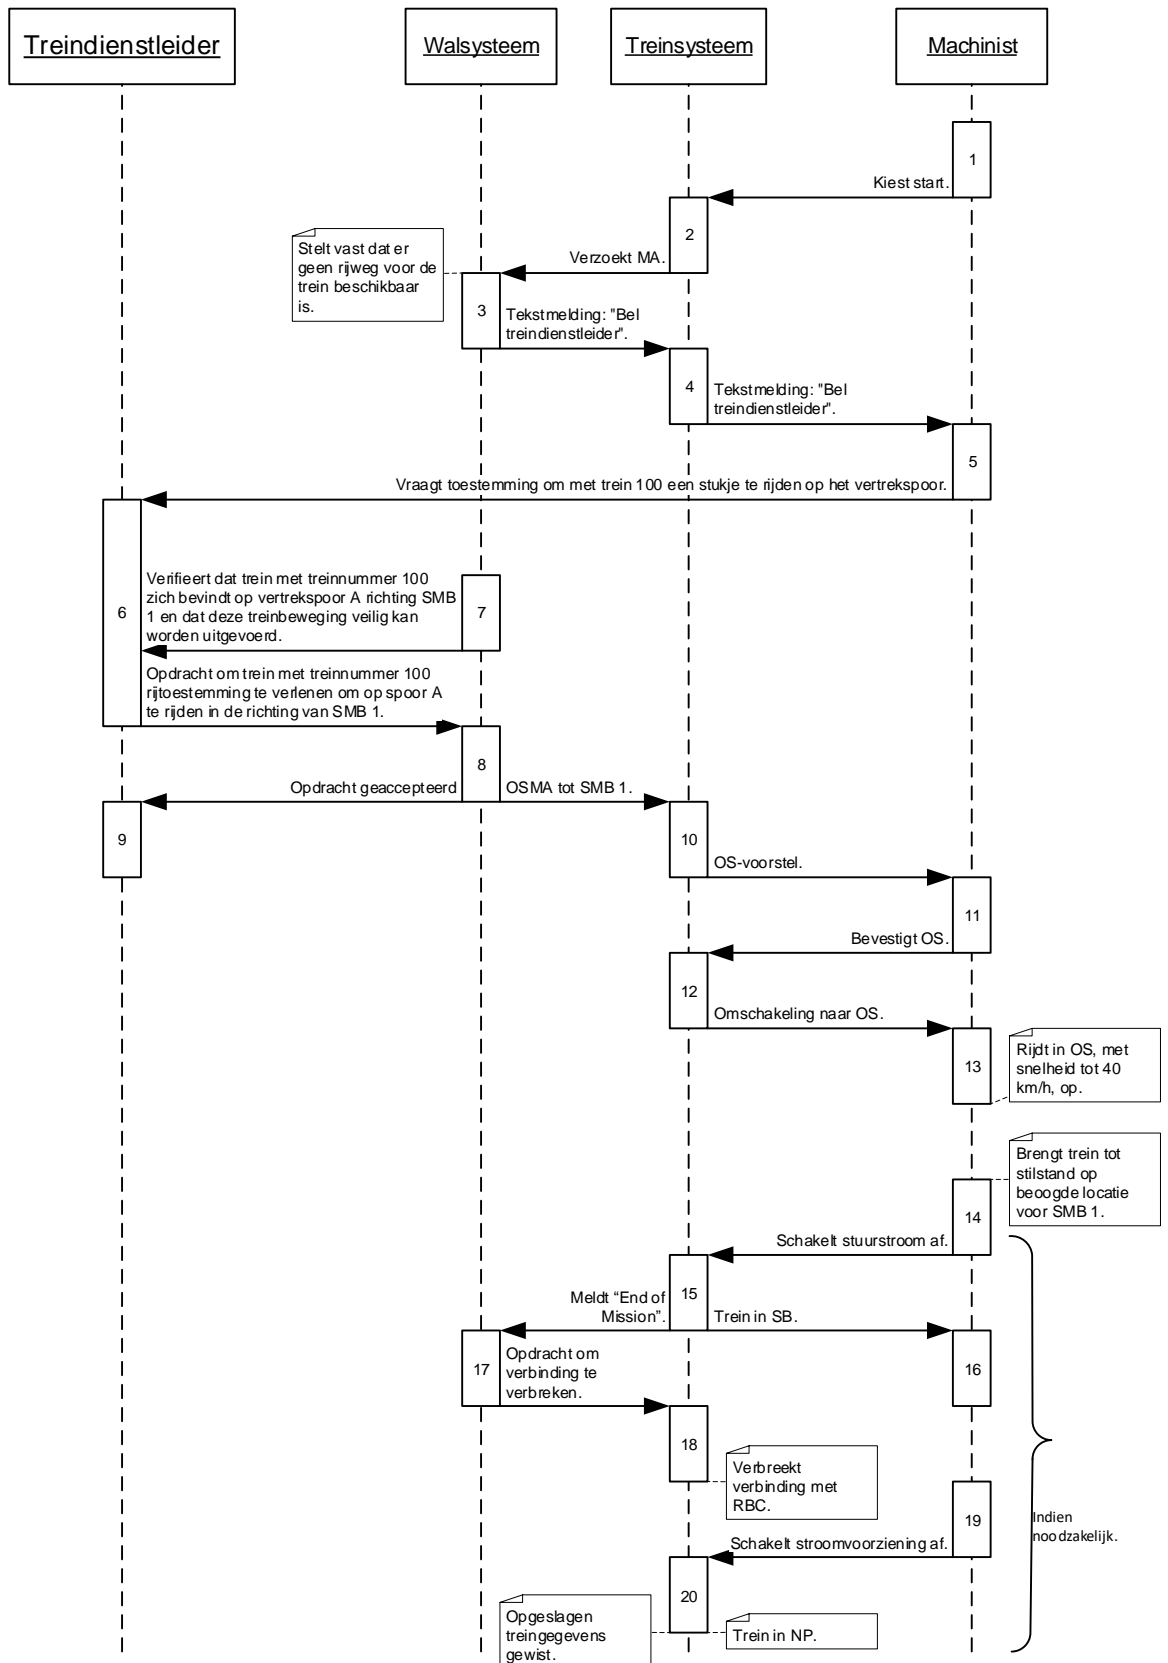 Treindienstleider
Walsysteem
Treinsysteem
Machinist
1
Kiest start.
2
Verzoekt MA.
Stelt vast dat er
geen rijweg voor de
trein beschikbaar
is.
3
Tekstmelding: "Bel
treindienstleider".
4
Tekstmelding: "Bel
treindienstleider".
5
Vraagt toestemming om met trein 100 een stukje te rijden op het vertrekspoor.
6
Verifieert dat trein met treinnummer 100
zich bevindt op vertrekspoor A richting SMB
1 en dat deze treinbeweging veilig kan
worden uitgevoerd.
7
Opdracht om trein met treinnummer 100
rijtoestemming te verlenen om op spoor A
te rijden in de richting van SMB 1.
8
Opdracht geaccepteerd
OSMA tot SMB 1.
9
10
OS-voorstel.
11
Bevestigt OS.
12
Omschakeling naar OS.
13
Rijdt in OS, met
snelheid tot 40
km/h, op.
Brengt trein tot
stilstand op
beoogde locatie
voor SMB 1.
14
Schakelt stuurstroom af.
15
Meldt “End of
Mission”.
Trein in SB.
17
Opdracht om
verbinding te
verbreken.
16
18
Verbreekt
verbinding met
RBC.
19
Indien
noodzakelijk.
Schakelt stroomvoorziening af.
20
Opgeslagen
treingegevens
gewist.
Trein in NP.